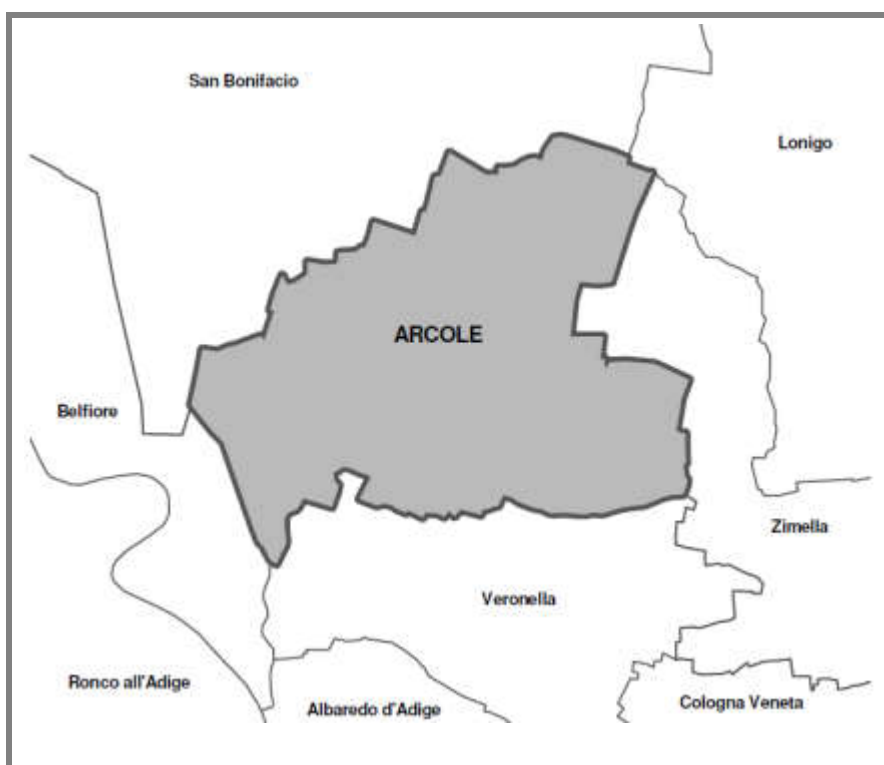 San Bonifacio
Lonigo
ARCOLE
Belfiore
Zimella
Veronella
Ronco all'Adige
Albaredo d'Adige
Cologna Veneta